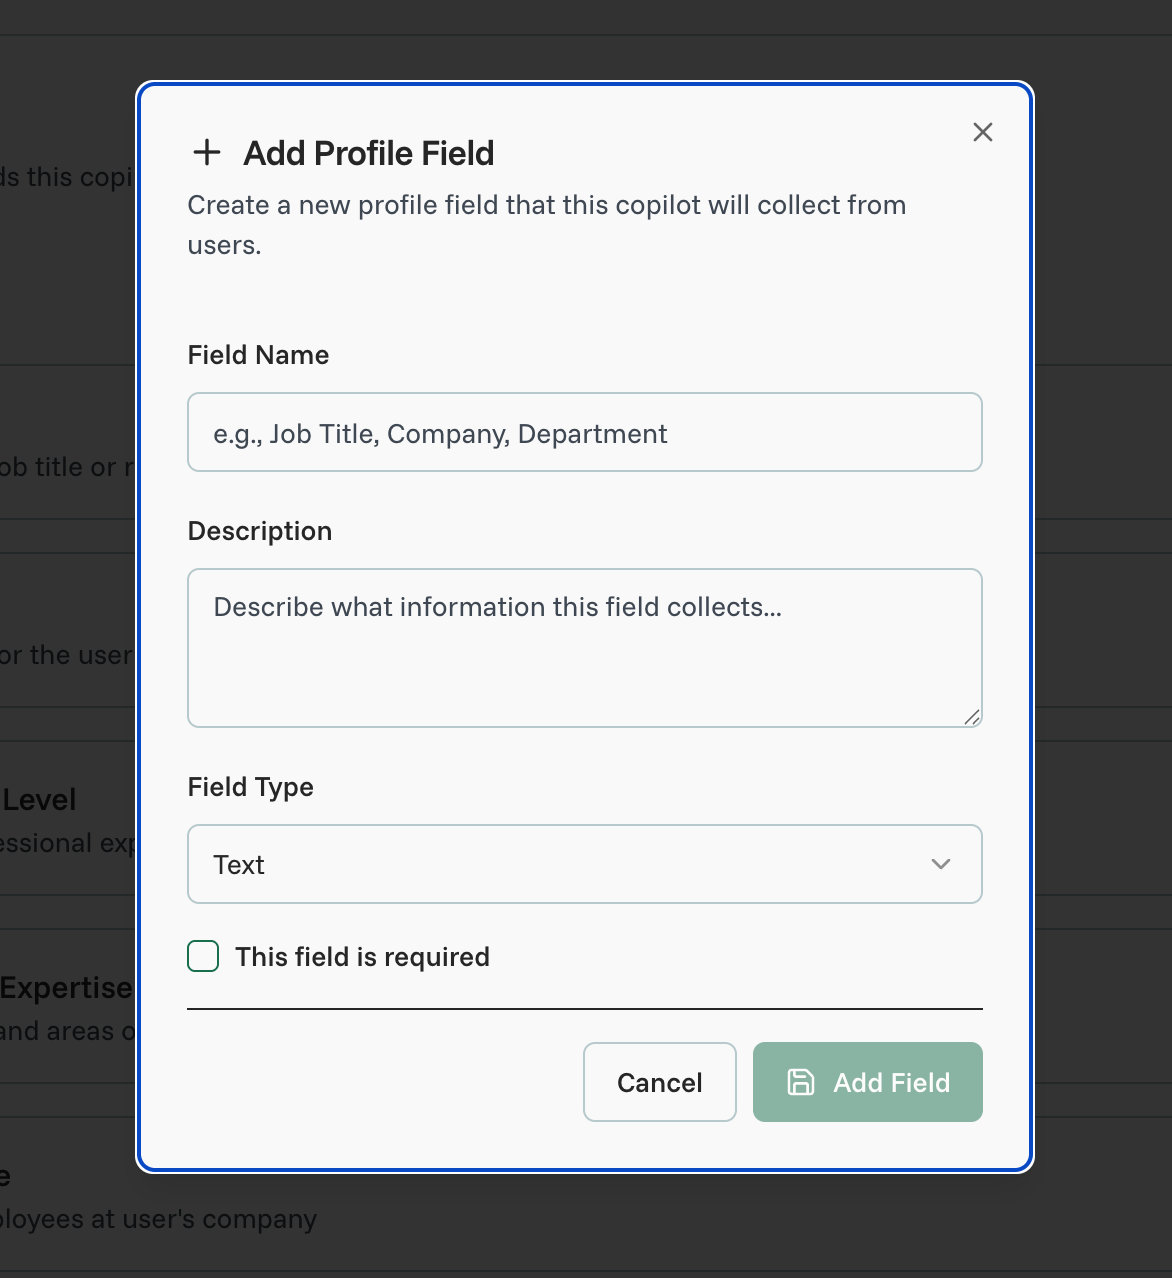 ds this copi
Add Profile Field
Create a new profile field that this copilot will collect from
users.
Field Name
e.g., Job Title, Company, Department
ob title or r
Description
Describe what information this field collects...
or the user
Field Type
Level
essional exp
Text
This field is required
Expertise
and areas o
Cancel
Add Field
e
ployees at user's company